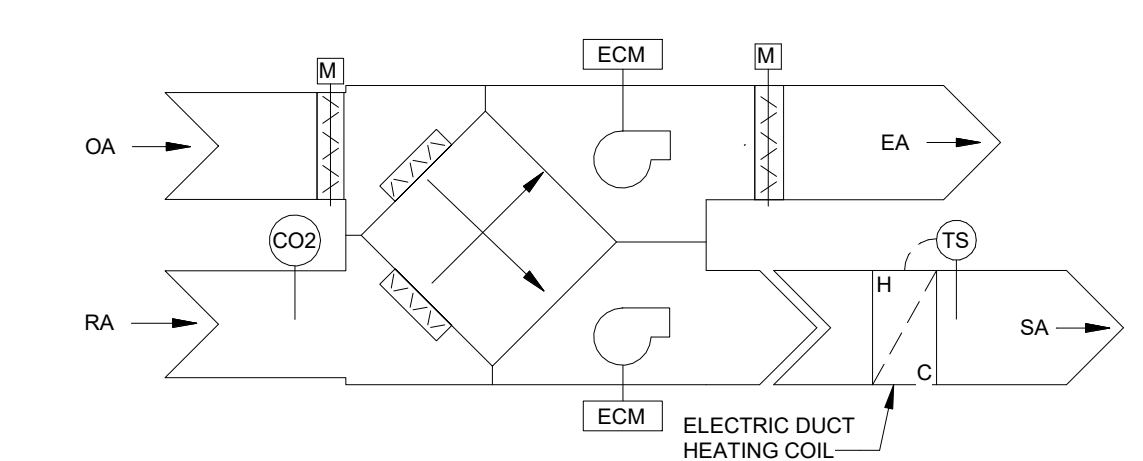 ECM
M
M
OA
EA
CO2
TS
H
RA
SA
C
ECM
ELECTRIC DUCT
HEATING COIL